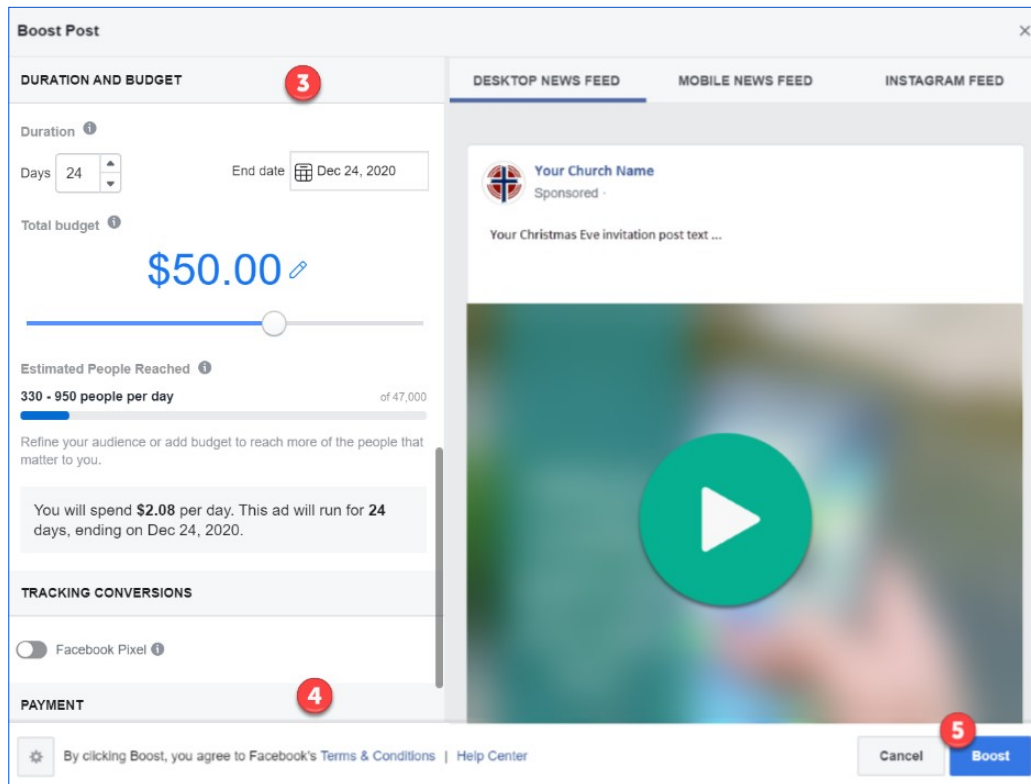 Boost Post
DURATION AND BUDGET
3
Duration
Days 24
End date Dec 24, 2020
Total budget
$50.00
Estimated People Reached
330 - 950 people per day
of 47,000
Refine your audience or add budget to reach more of the people that
matter to you.
You will spend $2.08 per day. This ad will run for 24
days, ending on Dec 24, 2020.
TRACKING CONVERSIONS
Facebook Pixel
PAYMENT
4
DESKTOP NEWS FEED
MOBILE NEWS FEED
INSTAGRAM FEED
Your Church Name
Sponsored ·
Your Christmas Eve invitation post text ...
By clicking Boost, you agree to Facebook's Terms & Conditions | Help Center
Cancel
5
Boost